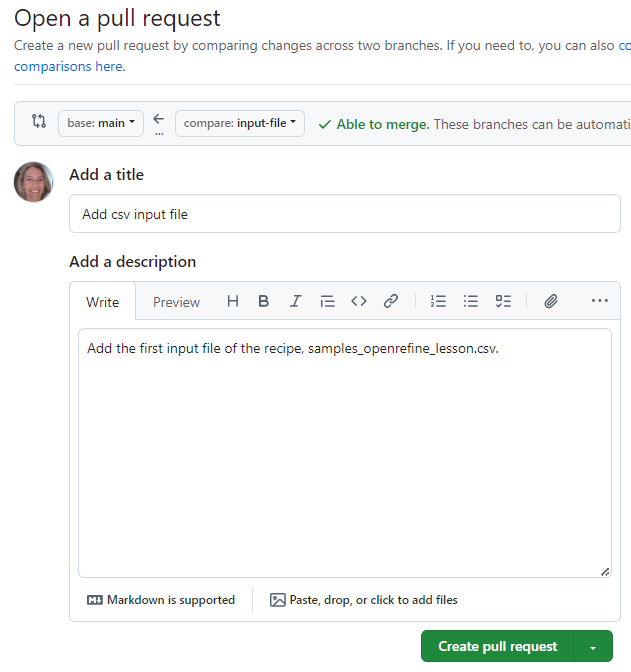 Open a pull request
Create a new pull request by comparing changes across two branches. If you need to, you can also co
comparisons here.
base: main
compare: input-file
Able to merge. These branches can be automati
Add a title
Add csv input file
Add a description
Write
Preview
Add the first input file of the recipe, samples_openrefine_lesson.csv.
Markdown is supported
Paste, drop, or click to add files
Create pull request